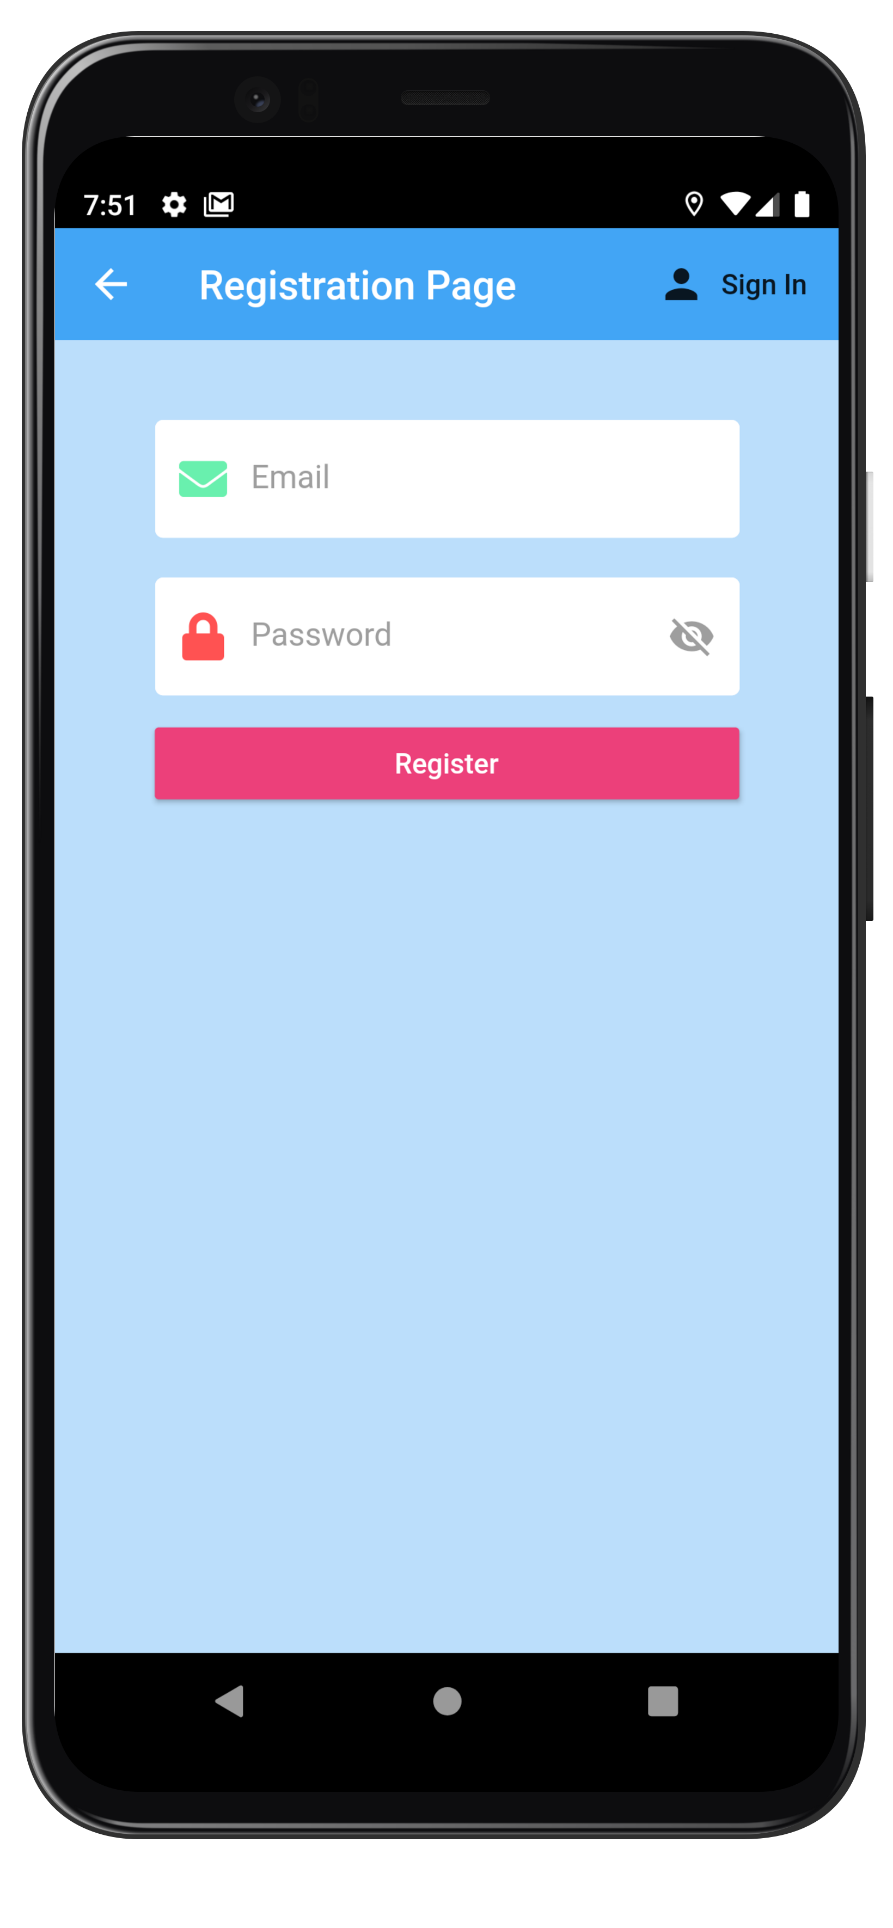 7:51
Registration Page
Sign In
Email
Password
Register